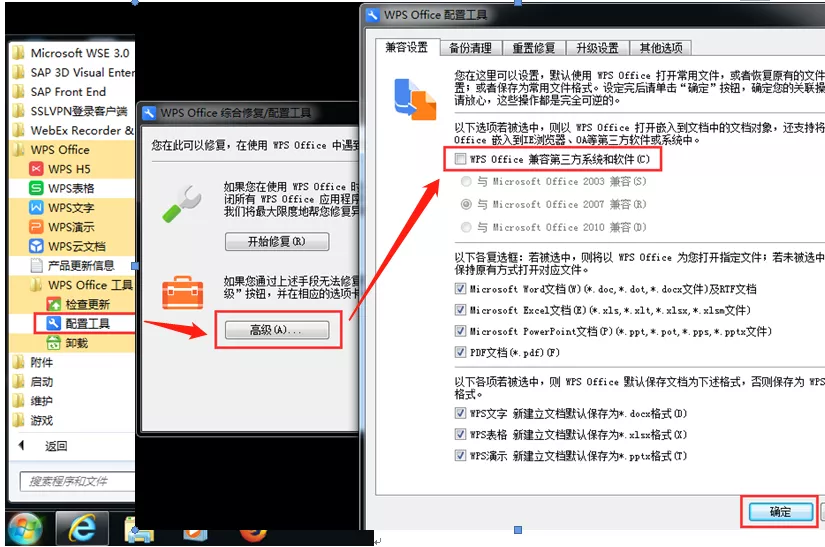 Microsoft WSE 3.0
SAP 3D Visual Enter
SAP Front End
SSLVPN登录客户端
WebEx Recorder &
WPS Office
WPS H5
WPS表格
WPS文字
WPS演示
WPS云文档
产品更新信息
WPS Office 工具
检查更新
配置工具
卸载
附件
启动
维护
游戏
返回
搜索程序和文件
WPS Office 综合修复/配置工具
您在此可以修复，在使用 WPS Office 中遇到
如果您在使用 WPS Office 时
闭所有 WPS Office 应用程序
我们将最大限度地帮您修复异
开始修复(R)
如果您通过上述手段无法修复
级”按钮，并在相应的选项卡
高级(A)...
WPS Office 配置工具
兼容设置
备份清理
重置修复
升级设置
其他选项
您在这里可以设置，默认使用 WPS Office 打开常用文件，或者恢复原有的文件
置；或者保存为常用文件格式。设定完后请单击“确定”按钮，确定您的关联操
请放心，这些操作都是完全可逆的。
以下选项若被选中，则以 WPS Office 打开嵌入到文档中的文档对象，还支持将
Office 嵌入到IE浏览器、OA等第三方软件或系统中。
WPS Office 兼容第三方系统和软件(C)
与 Microsoft Office 2003 兼容(S)
与 Microsoft Office 2007 兼容(R)
与 Microsoft Office 2010 兼容(D)
以下各复选框：若被选中，则将以 WPS Office 为您打开指定文件；若未被选中
保持原有方式打开对应文件。
Microsoft Word文档(W)(*.doc,*.dot,*.docx文件)及RTF文档
Microsoft Excel文档(E)(*.xls,*.xlt,*.xlsx,*.xlsm文件)
Microsoft PowerPoint文档(P)(*.ppt,*.pot,*.pps,*.pptx文件)
PDF文档(*.pdf)(F)
以下各项若被选中，则 WPS Office 默认保存文档为下述格式，否则保存为 WPS
格式。
WPS文字 新建立文档默认保存为*.docx格式(O)
WPS表格 新建立文档默认保存为*.xlsx格式(X)
WPS演示 新建立文档默认保存为*.pptx格式(T)
确定